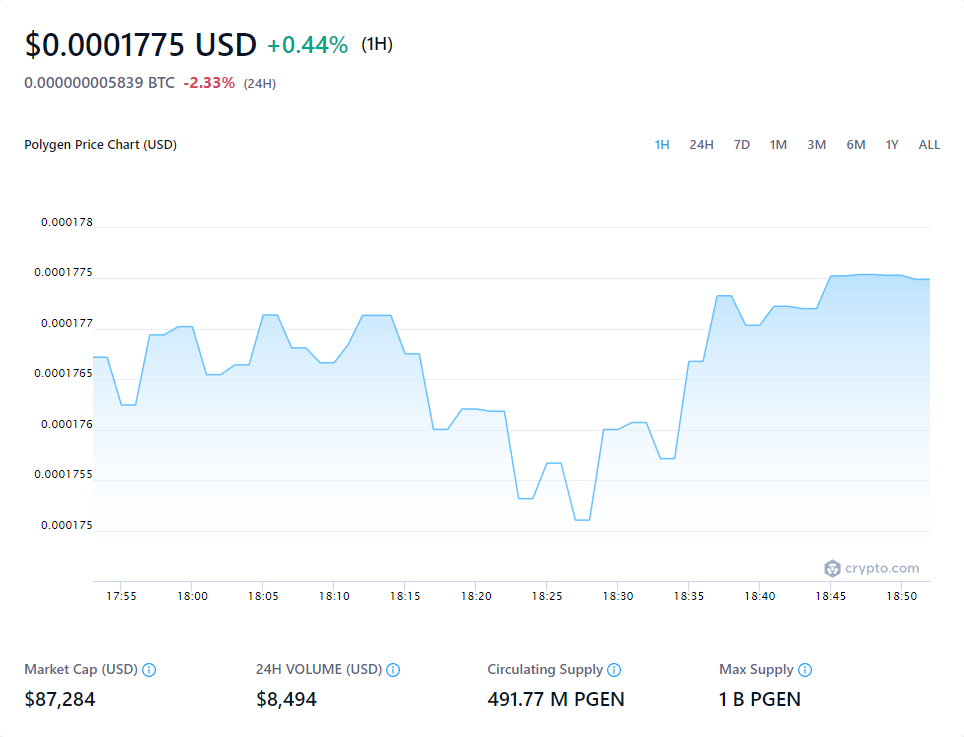 $0.0001775 USD +0.44% (1H)
0.000000005839 BTC -2.33% (24H)
Polygen Price Chart (USD) 1H 24H 7D 1M 3M 6M 1Y ALL
0.000178
0.0001775
0.000177
0.0001765
0.000176
0.0001755
0.000175
crypto.com
17:55 18:00 18:05 18:10 18:15 18:20 18:25 18:30 18:35 18:40 18:45 18:50
Market Cap (USD) 24H VOLUME (USD) Circulating Supply Max Supply
$87,284 $8,494 491.77 M PGEN 1 B PGEN